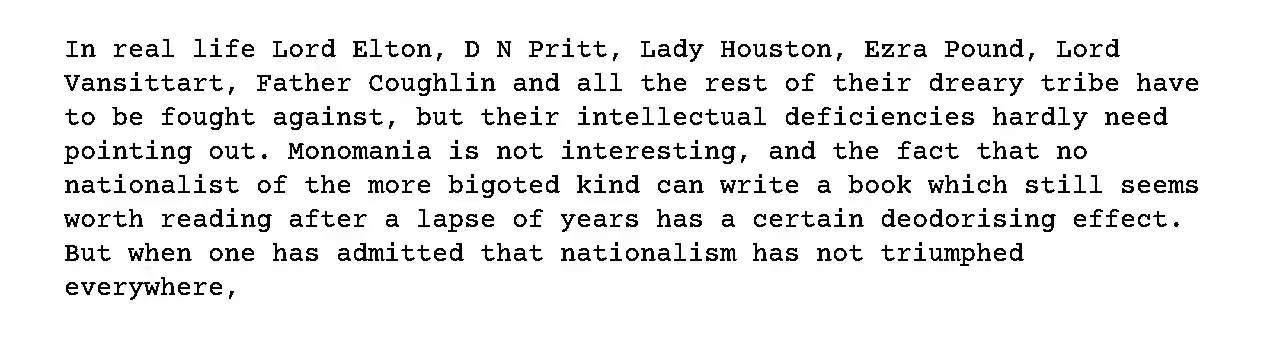 In real life Lord Elton, D N Pritt, Lady Houston, Ezra Pound, Lord
Vansittart, Father Coughlin and all the rest of their dreary tribe have
to be fought against, but their intellectual deficiencies hardly need
pointing out. Monomania is not interesting, and the fact that no
nationalist of the more bigoted kind can write a book which still seems
worth reading after a lapse of years has a certain deodorising effect.
But when one has admitted that nationalism has not triumphed
everywhere,